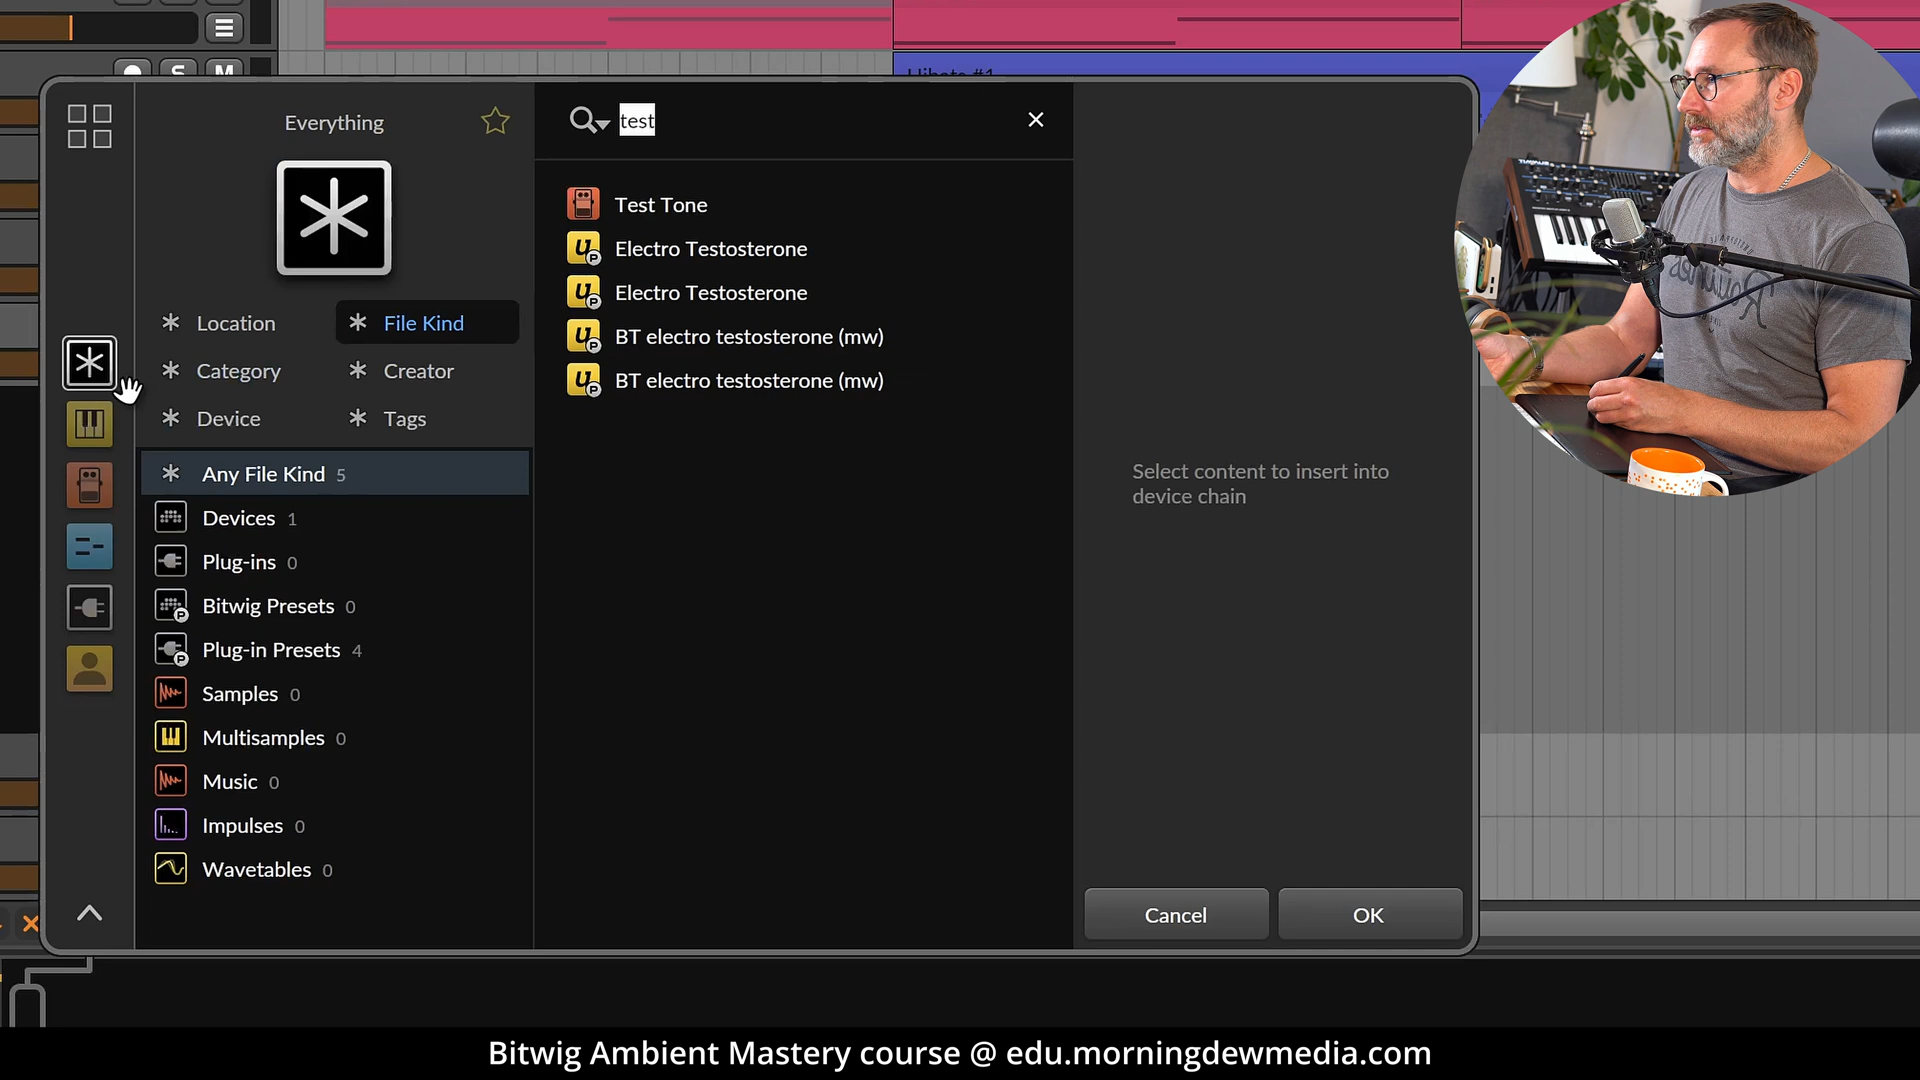 S M
Everything
test
Location
File Kind
Category
Creator
Device
Tags
Any File Kind 5
Devices 1
Plug-ins 0
Bitwig Presets 0
Plug-in Presets 4
Samples 0
Multisamples 0
Music 0
Impulses 0
Wavetables 0
Test Tone
Electro Testosterone
Electro Testosterone
BT electro testosterone (mw)
BT electro testosterone (mw)
Select content to insert into
device chain
Cancel
OK
Bitwig Ambient Mastery course @ edu.morningdewmedia.com